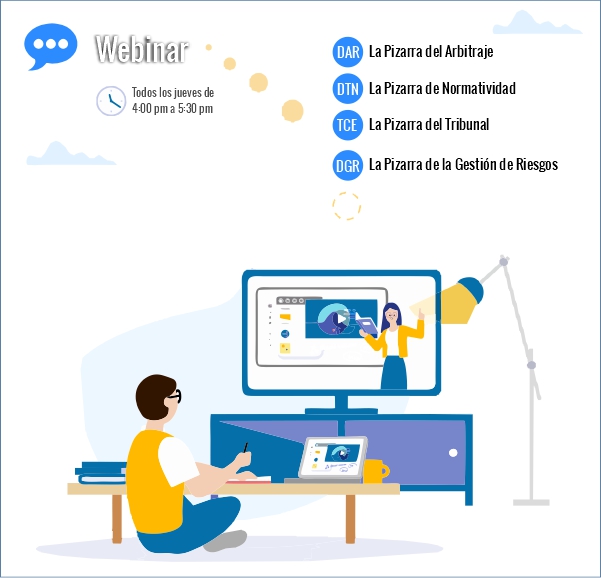 Webinar
Todos los jueves de
4:00 pm a 5:30 pm
DAR La Pizarra del Arbitraje
DTN La Pizarra de Normatividad
TCE La Pizarra del Tribunal
DGR La Pizarra de la Gestión de Riesgos